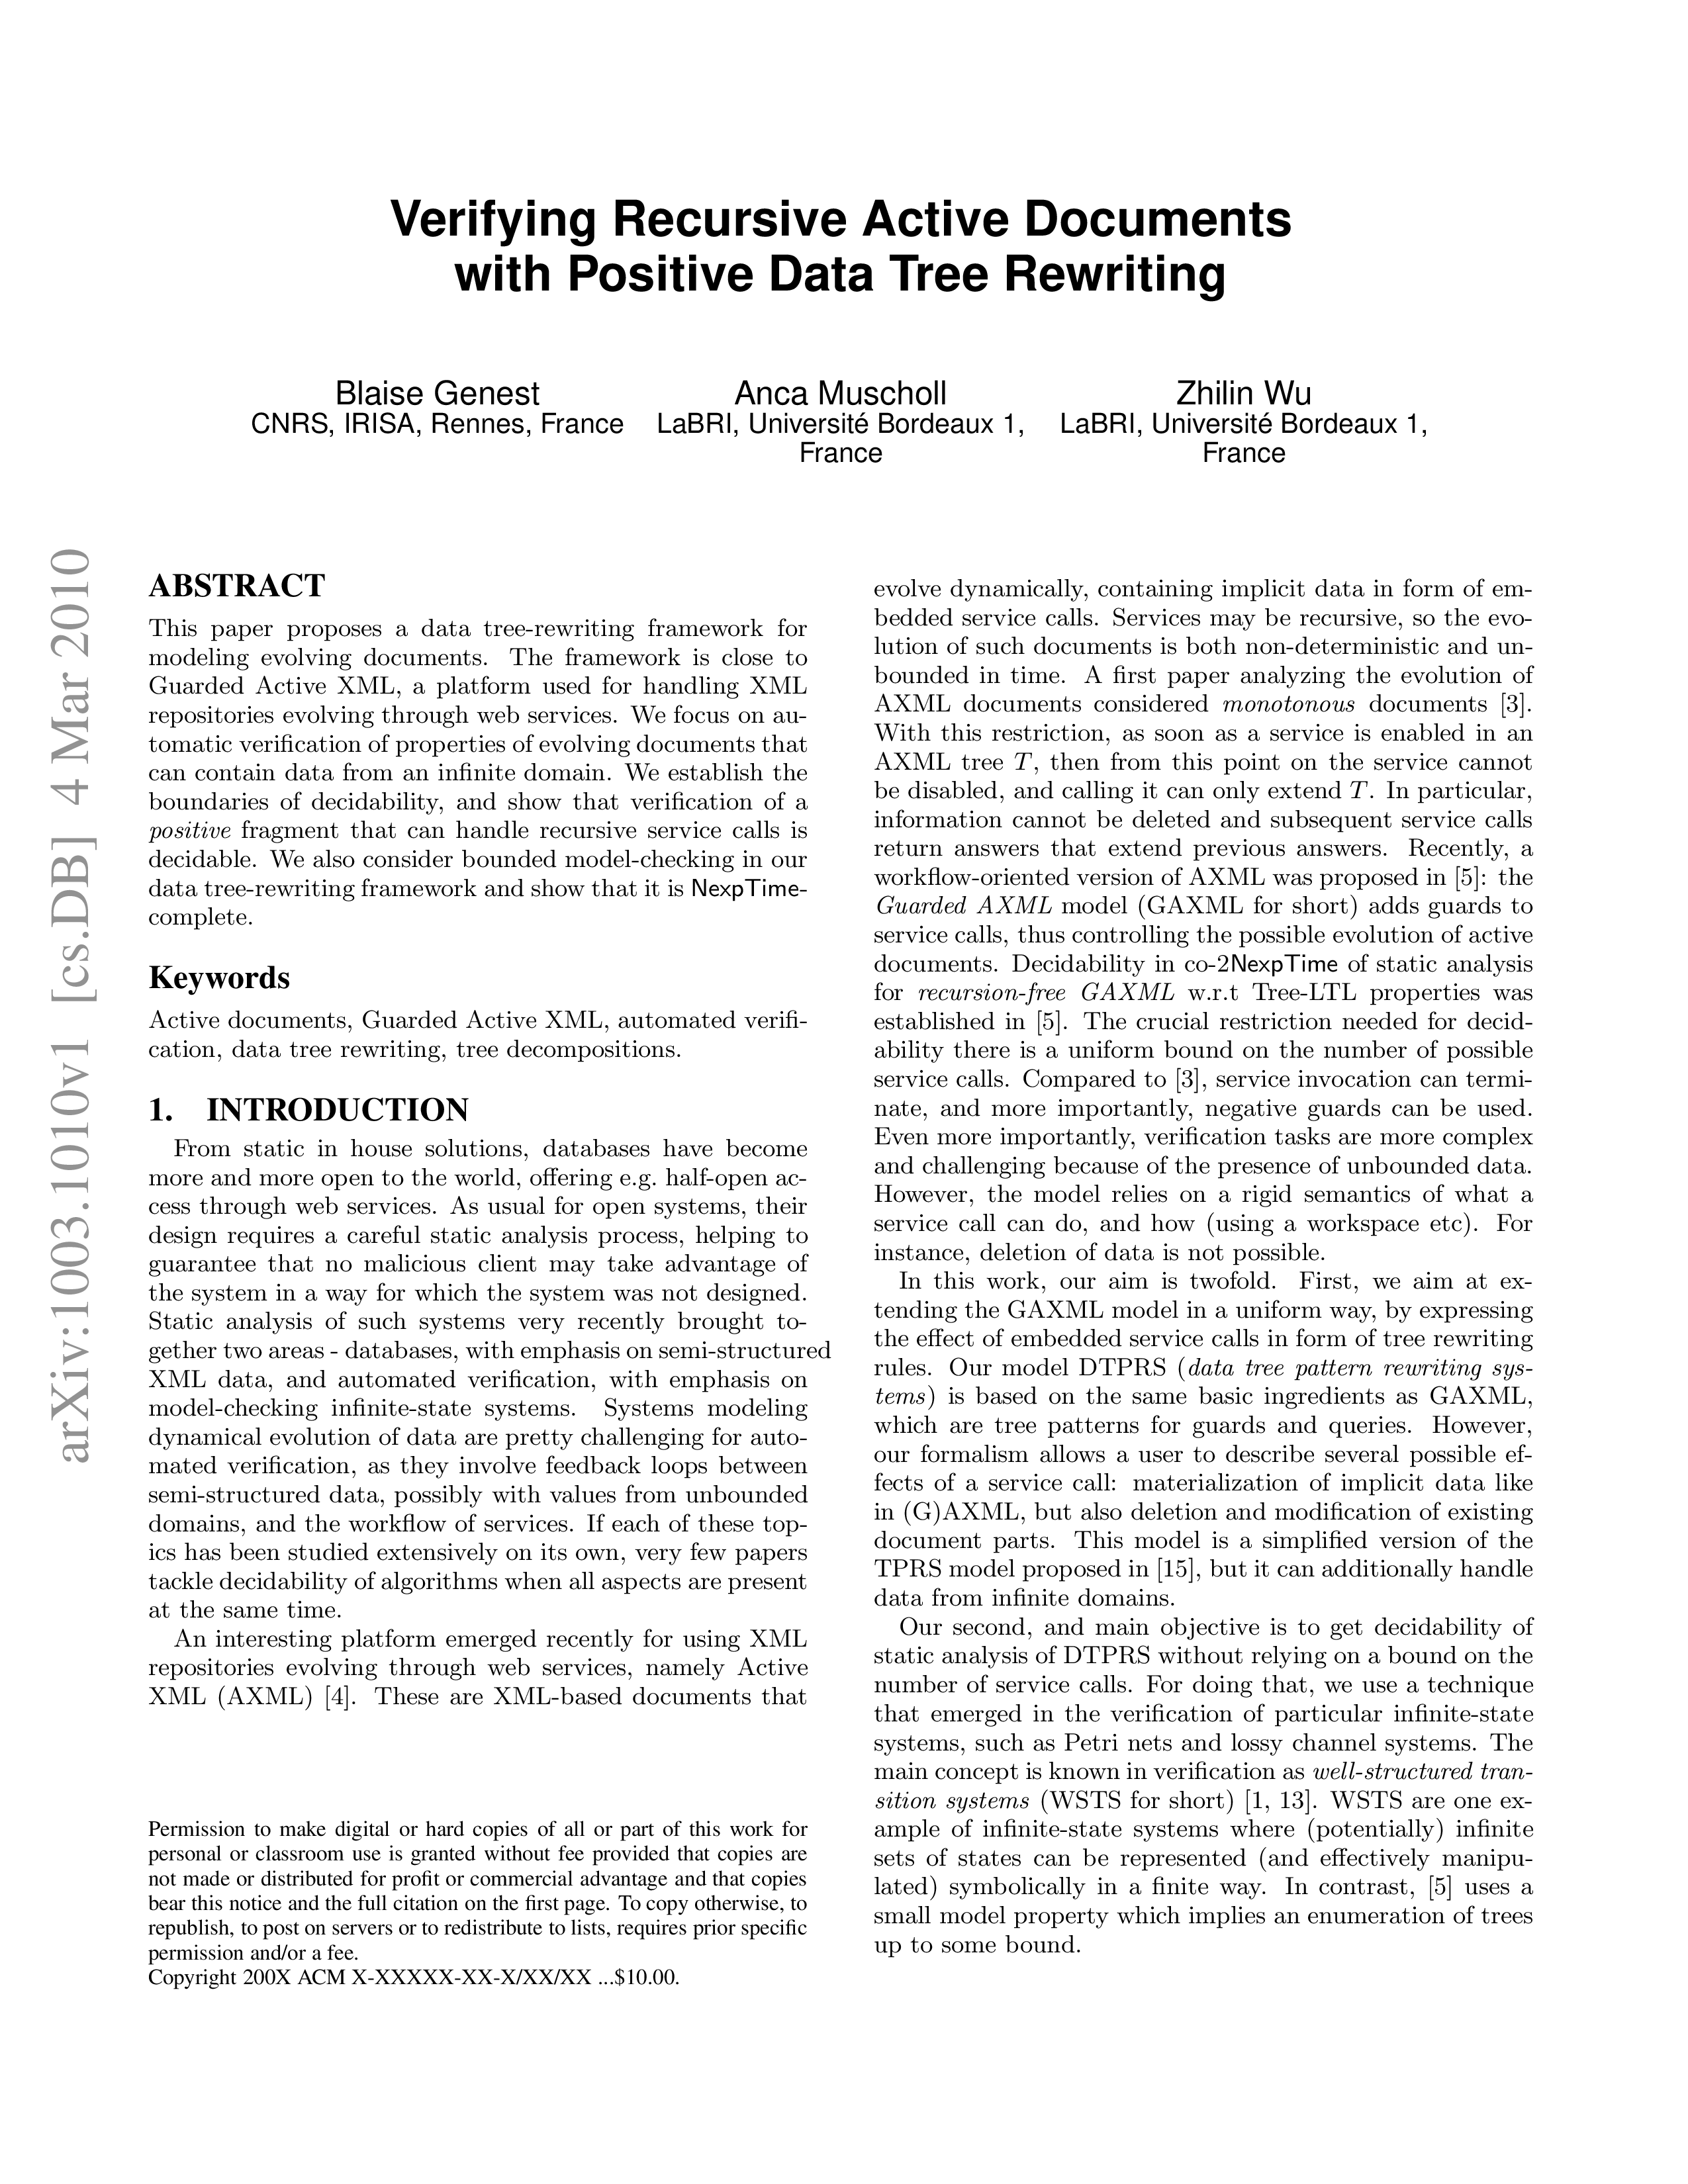 Verifying Recursive Active Documents
with Positive Data Tree Rewriting
Blaise Genest
CNRS, IRISA, Rennes, France
Anca Muscholl
LaBRI, Université Bordeaux 1,
France
Zhilin Wu
LaBRI, Université Bordeaux 1,
France
arXiv:1003.1010v1 [cs.DB] 4 Mar 2010
ABSTRACT
This paper proposes a data tree-rewriting framework for
modeling evolving documents. The framework is close to
Guarded Active XML, a platform used for handling XML
repositories evolving through web services. We focus on au-
tomatic verification of properties of evolving documents that
can contain data from an infinite domain. We establish the
boundaries of decidability, and show that verification of a
positive fragment that can handle recursive service calls is
decidable. We also consider bounded model-checking in our
data tree-rewriting framework and show that it is NexpTime-
complete.
Keywords
Active documents, Guarded Active XML, automated verifi-
cation, data tree rewriting, tree decompositions.
1. INTRODUCTION
From static in house solutions, databases have become
more and more open to the world, offering e.g. half-open ac-
cess through web services. As usual for open systems, their
design requires a careful static analysis process, helping to
guarantee that no malicious client may take advantage of
the system in a way for which the system was not designed.
Static analysis of such systems very recently brought to-
gether two areas - databases, with emphasis on semi-structured
XML data, and automated verification, with emphasis on
model-checking infinite-state systems. Systems modeling
dynamical evolution of data are pretty challenging for auto-
mated verification, as they involve feedback loops between
semi-structured data, possibly with values from unbounded
domains, and the workflow of services. If each of these top-
ics has been studied extensively on its own, very few papers
tackle decidability of algorithms when all aspects are present
at the same time.
An interesting platform emerged recently for using XML
repositories evolving through web services, namely Active
XML (AXML) [4]. These are XML-based documents that
Permission to make digital or hard copies of all or part of this work for
personal or classroom use is granted without fee provided that copies are
not made or distributed for profit or commercial advantage and that copies
bear this notice and the full citation on the first page. To copy otherwise, to
republish, to post on servers or to redistribute to lists, requires prior specific
permission and/or a fee.
Copyright 200X ACM X-XXXXX-XX-X/XX/XX ...$10.00.
evolve dynamically, containing implicit data in form of em-
bedded service calls. Services may be recursive, so the evo-
lution of such documents is both non-deterministic and un-
bounded in time. A first paper analyzing the evolution of
AXML documents considered monotonous documents [3].
With this restriction, as soon as a service is enabled in an
AXML tree T, then from this point on the service cannot
be disabled, and calling it can only extend T. In particular,
information cannot be deleted and subsequent service calls
return answers that extend previous answers. Recently, a
workflow-oriented version of AXML was proposed in [5]: the
Guarded AXML model (GAXML for short) adds guards to
service calls, thus controlling the possible evolution of active
documents. Decidability in co-2NexpTime of static analysis
for recursion-free GAXML w.r.t Tree-LTL properties was
established in [5]. The crucial restriction needed for decid-
ability there is a uniform bound on the number of possible
service calls. Compared to [3], service invocation can termi-
nate, and more importantly, negative guards can be used.
Even more importantly, verification tasks are more complex
and challenging because of the presence of unbounded data.
However, the model relies on a rigid semantics of what a
service call can do, and how (using a workspace etc). For
instance, deletion of data is not possible.
In this work, our aim is twofold. First, we aim at ex-
tending the GAXML model in a uniform way, by expressing
the effect of embedded service calls in form of tree rewriting
rules. Our model DTPRS (data tree pattern rewriting sys-
tems) is based on the same basic ingredients as GAXML,
which are tree patterns for guards and queries. However,
our formalism allows a user to describe several possible ef-
fects of a service call: materialization of implicit data like
in (G)AXML, but also deletion and modification of existing
document parts. This model is a simplified version of the
TPRS model proposed in [15], but it can additionally handle
data from infinite domains.
Our second, and main objective is to get decidability of
static analysis of DTPRS without relying on a bound on the
number of service calls. For doing that, we use a technique
that emerged in the verification of particular infinite-state
systems, such as Petri nets and lossy channel systems. The
main concept is known in verification as well-structured tran-
sition systems (WSTS for short) [1, 13]. WSTS are one ex-
ample of infinite-state systems where (potentially) infinite
sets of states can be represented (and effectively manipu-
lated) symbolically in a finite way. In contrast, [5] uses a
small model property which implies an enumeration of trees
up to some bound.